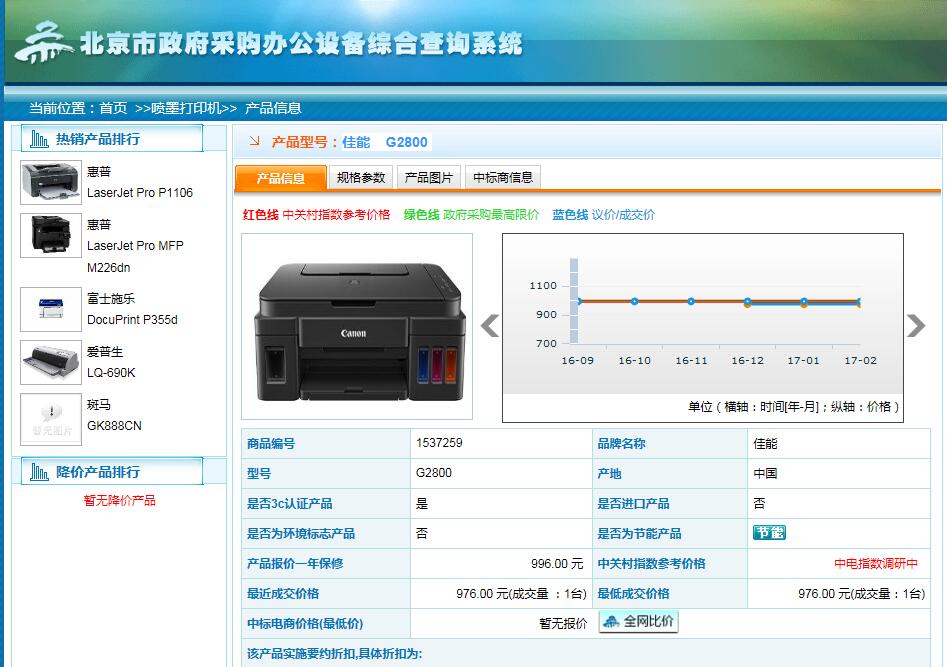 北京市政府采购办公设备综合查询系统
当前位置：首页 >>喷墨打印机>> 产品信息
热销产品排行
惠普
LaserJet Pro P1106
惠普
LaserJet Pro MFP
M226dn
富士施乐
DocuPrint P355d
爱普生
LQ-690K
斑马
GK888CN
暂无图片
降价产品排行
暂无降价产品
产品型号：佳能 G2800
产品信息 规格参数 产品图片 中标商信息
红色线 中关村指数参考价格 绿色线 政府采购最高限价 蓝色线 议价/成交价
Canon
1100
900
700
16-09 16-10 16-11 16-12 17-01 17-02
单位（横轴：时间[年-月]；纵轴：价格）
商品编号 1537259 品牌名称 佳能
型号 G2800 产地 中国
是否3c认证产品 是 是否进口产品 否
是否为环境标志产品 否 是否为节能产品 节能
产品报价一年保修 996.00 元 中关村指数参考价格 中电指数调研中
最近成交价格 976.00 元(成交量 ：1台) 最低成交价格 976.00 元(成交量：1台)
中标电商价格(最低价) 暂无报价 全网比价
该产品实施要约折扣,具体折扣为: